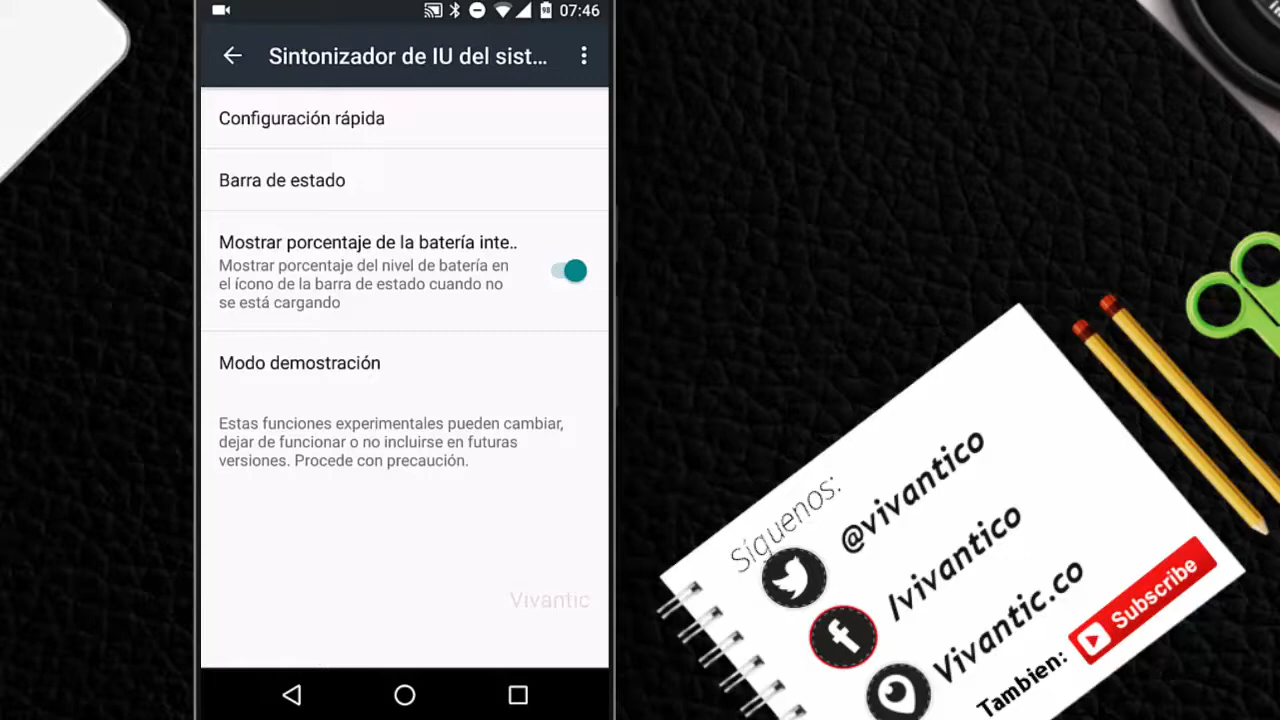 98 07:46
Sintonizador de IU del sist...
Configuración rápida
Barra de estado
Mostrar porcentaje de la batería inte..
Mostrar porcentaje del nivel de batería en
el ícono de la barra de estado cuando no
se está cargando
Modo demostración
Estas funciones experimentales pueden cambiar,
dejar de funcionar o no incluirse en futuras
versiones. Procede con precaución.
Vivantic
Síguenos:
@vivantico
/vivantico
Vivantic.co
Tambien: Subscribe